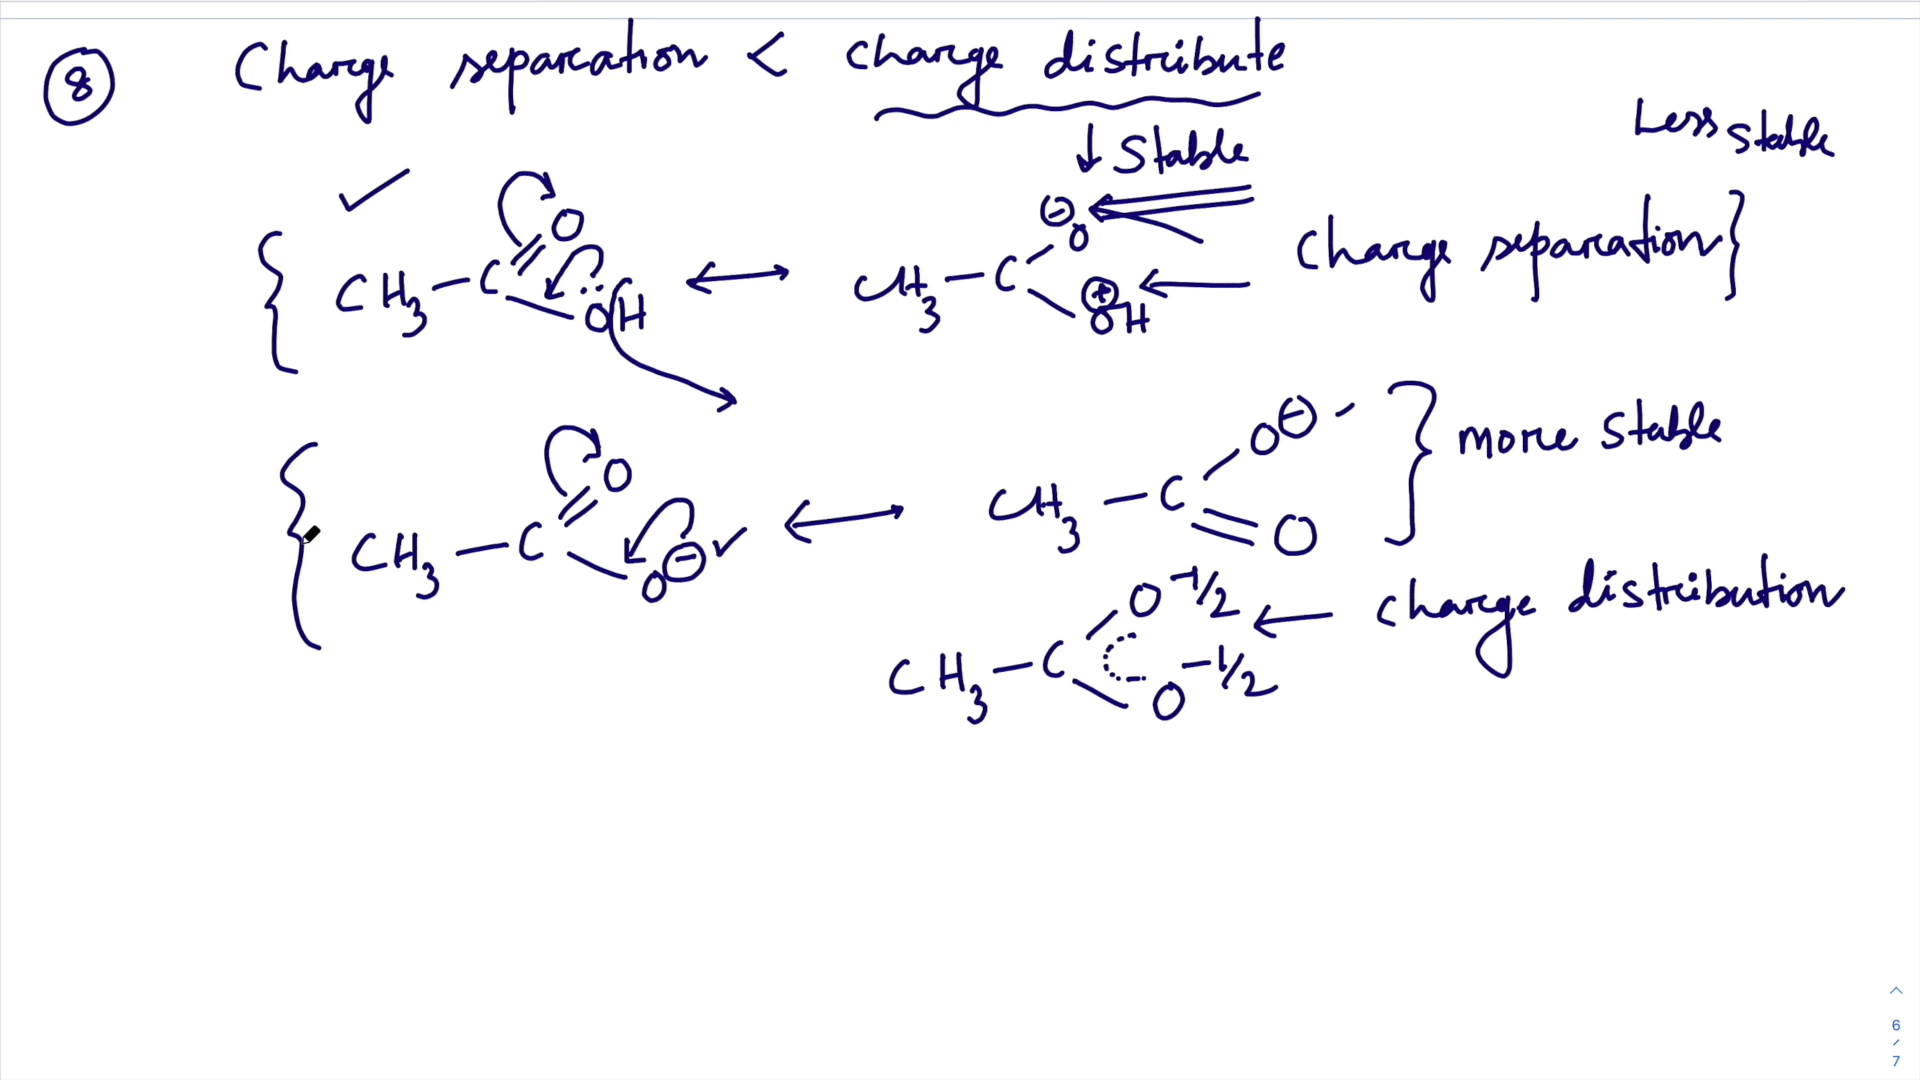 ⑧ Charge separation < charge distribute
↓ Stable
Less stable
CH₃ – C O OH ↔ CH₃ – C O⊖ ⊕OH ← Charge separation }
CH₃ – C O O⊖ ✓ ↔ CH₃ – C O⊖ O } more stable
CH₃ – C O -1/2 O -1/2 ← charge distribution
6
/
7